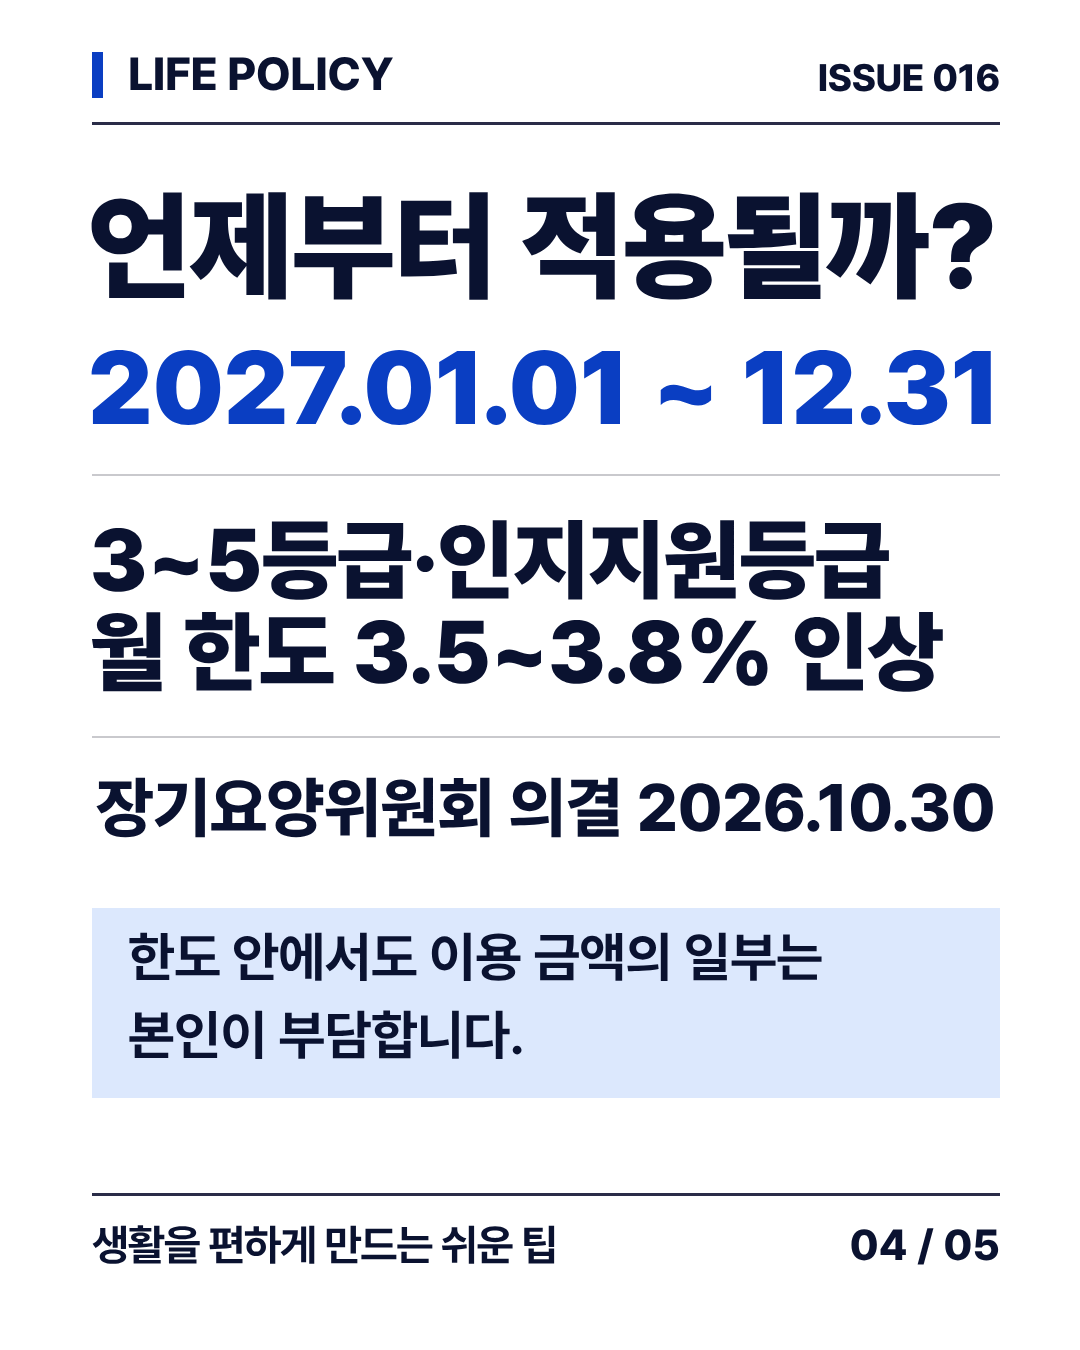 LIFE POLICY
ISSUE 016
언제부터 적용될까?
2027.01.01 ~ 12.31
3~5등급·인지지원등급
월 한도 3.5~3.8% 인상
장기요양위원회 의결 2026.10.30
한도 안에서도 이용 금액의 일부는
본인이 부담합니다.
생활을 편하게 만드는 쉬운 팁
04 / 05